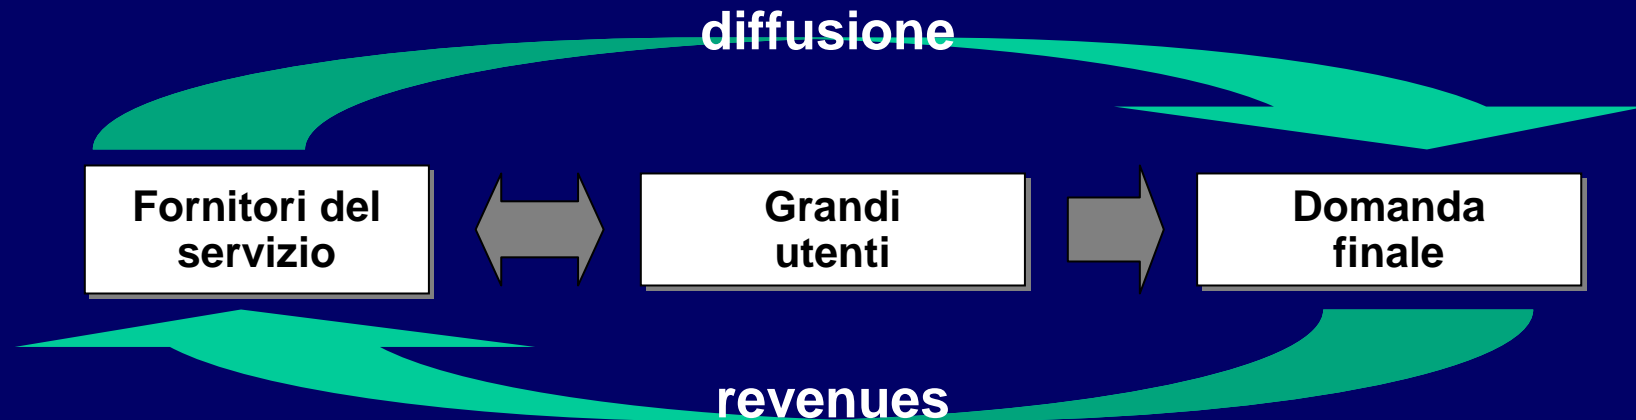 diffusione
Fornitori del
servizio
Grandi
utenti
Domanda
finale
revenues